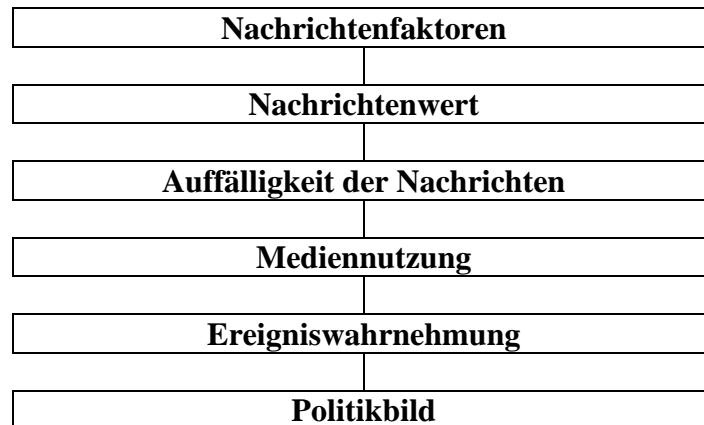 Nachrichtenfaktoren
Nachrichtenwert
Auffälligkeit der Nachrichten
Mediennutzung
Ereigniswahrnehmung
Politikbild